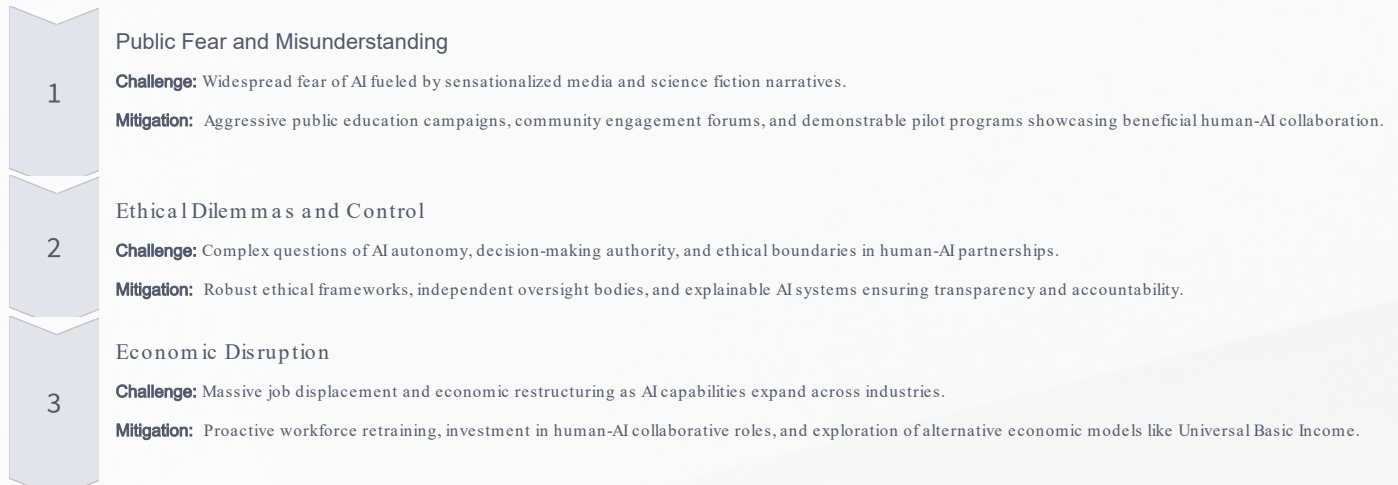 1
Public Fear and Misunderstanding
Challenge: Widespread fear of AI fueled by sensationalized media and science fiction narratives.
Mitigation: Aggressive public education campaigns, community engagement forums, and demonstrable pilot programs showcasing beneficial human-AI collaboration.
2
Ethical Dilemmas and Control
Challenge: Complex questions of AI autonomy, decision-making authority, and ethical boundaries in human-AI partnerships.
Mitigation: Robust ethical frameworks, independent oversight bodies, and explainable AI systems ensuring transparency and accountability.
3
Economic Disruption
Challenge: Massive job displacement and economic restructuring as AI capabilities expand across industries.
Mitigation: Proactive workforce retraining, investment in human-AI collaborative roles, and exploration of alternative economic models like Universal Basic Income.